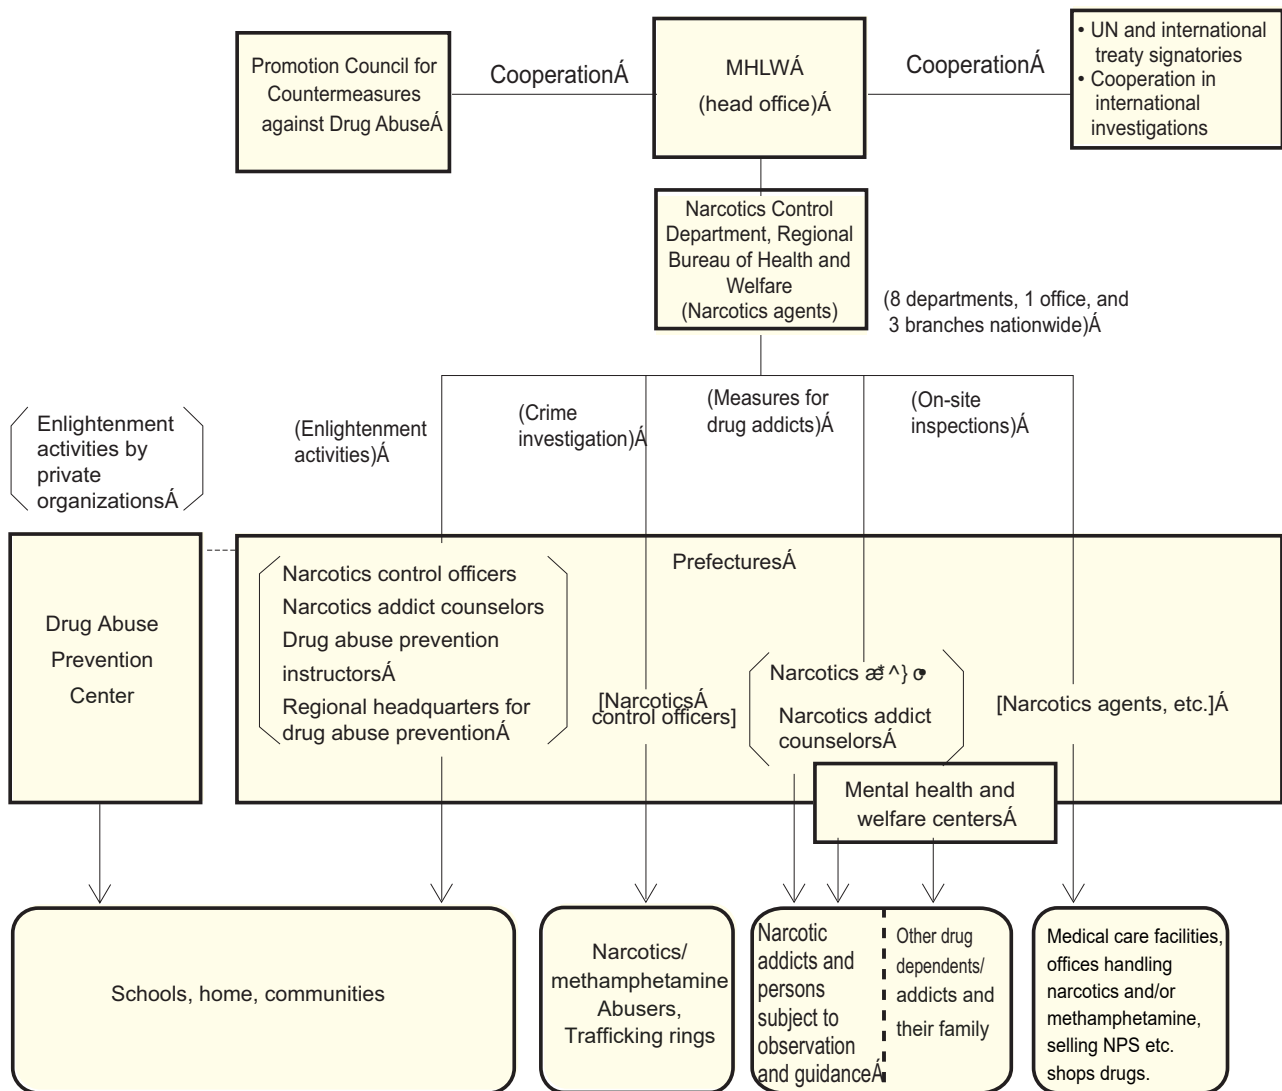 Promotion Council for
Countermeasures
against Drug AbuseÁ
CooperationÁ
MHLWÁ
(head office)Á
CooperationÁ
• UN and international
treaty signatories
• Cooperation in
international
investigations
Narcotics Control
Department, Regional
Bureau of Health and
Welfare
(Narcotics agents)
(8 departments, 1 office, and
3 branches nationwide)Á
Enlightenment
activities by
private
organizationsÁ
(Enlightenment
activities)Á
(Crime
investigation)Á
(Measures for
drug addicts)Á
(On-site
inspections)Á
PrefecturesÁ
Drug Abuse
Prevention
Center
Narcotics control officers
Narcotics addict counselors
Drug abuse prevention
instructorsÁ
Regional headquarters for
drug abuse preventionÁ
[NarcoticsÁ
control officers]
Narcotics
Narcotics addict
counselorsÁ
[Narcotics agents, etc.]Á
Mental health and
welfare centersÁ
Schools, home, communities
Narcotics/
methamphetamine
Abusers,
Trafficking rings
Narcotic
addicts and
persons
subject to
observation
and guidanceÁ
Other drug
dependents/
addicts and
their family
Medical care facilities,
offices handling
narcotics and/or
methamphetamine,
selling NPS etc.
shops drugs.